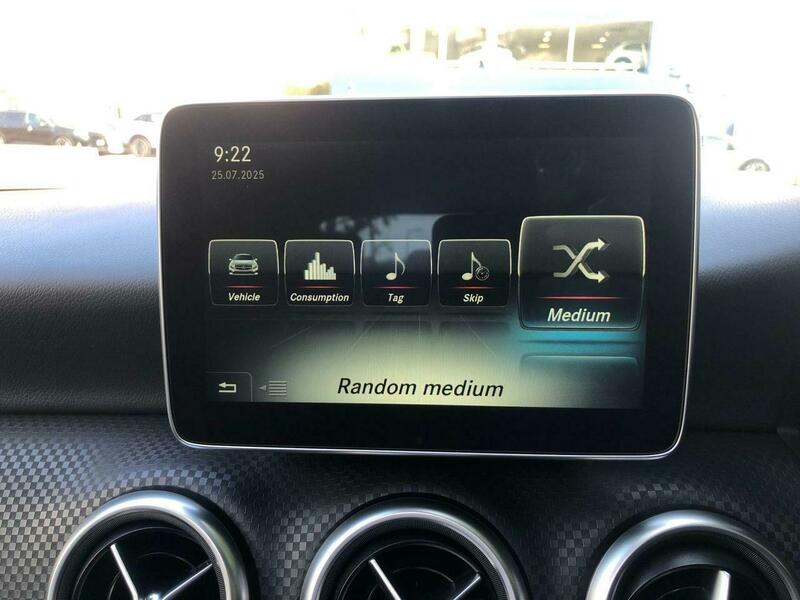 9:22
25.07.2025
Vehicle
Consumption
Tag
Skip
Medium
Random medium